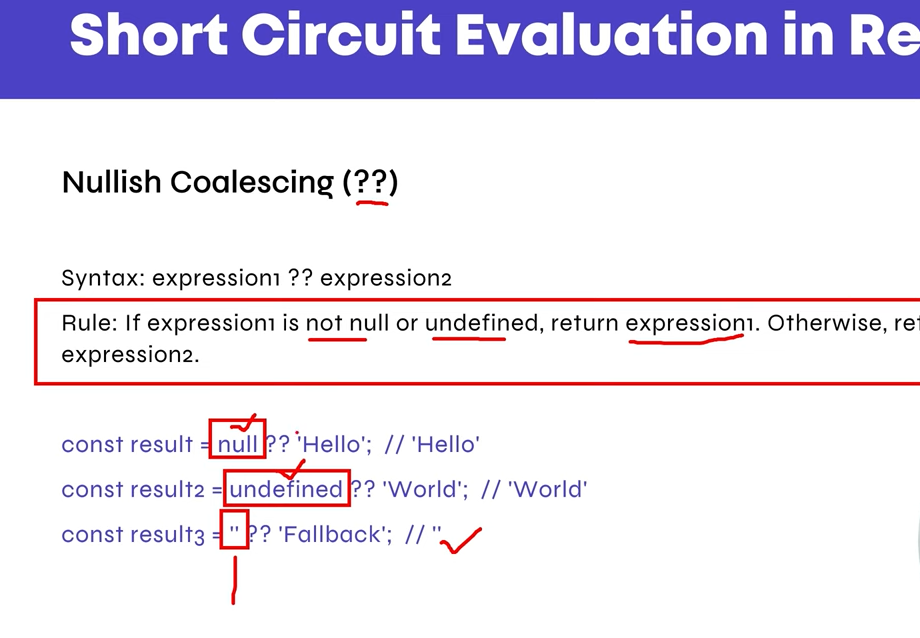 Short Circuit Evaluation in Re
Nullish Coalescing (??)
Syntax: expression1 ?? expression2
Rule: If expression1 is not null or undefined, return expression1. Otherwise, ret
expression2.
const result = null ?? 'Hello';  // 'Hello'
const result2 = undefined ?? 'World';  // 'World'
const result3 = '' ?? 'Fallback';  // ''